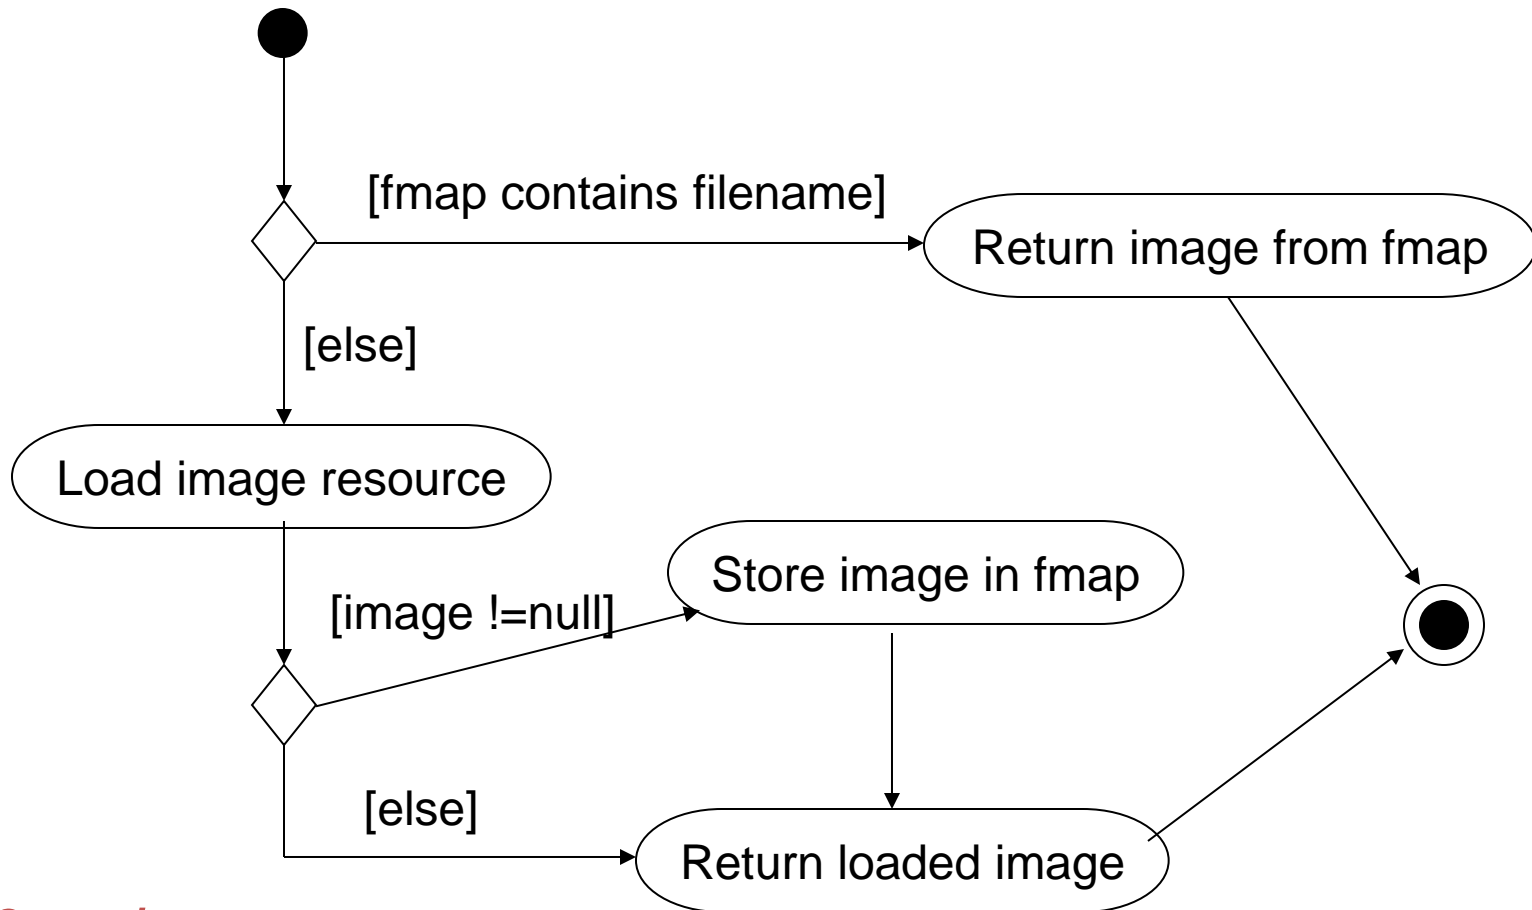 [fmap contains filename]
Return image from fmap
[else]
Load image resource
Store image in fmap
[image !=null]
[else]
Return loaded image